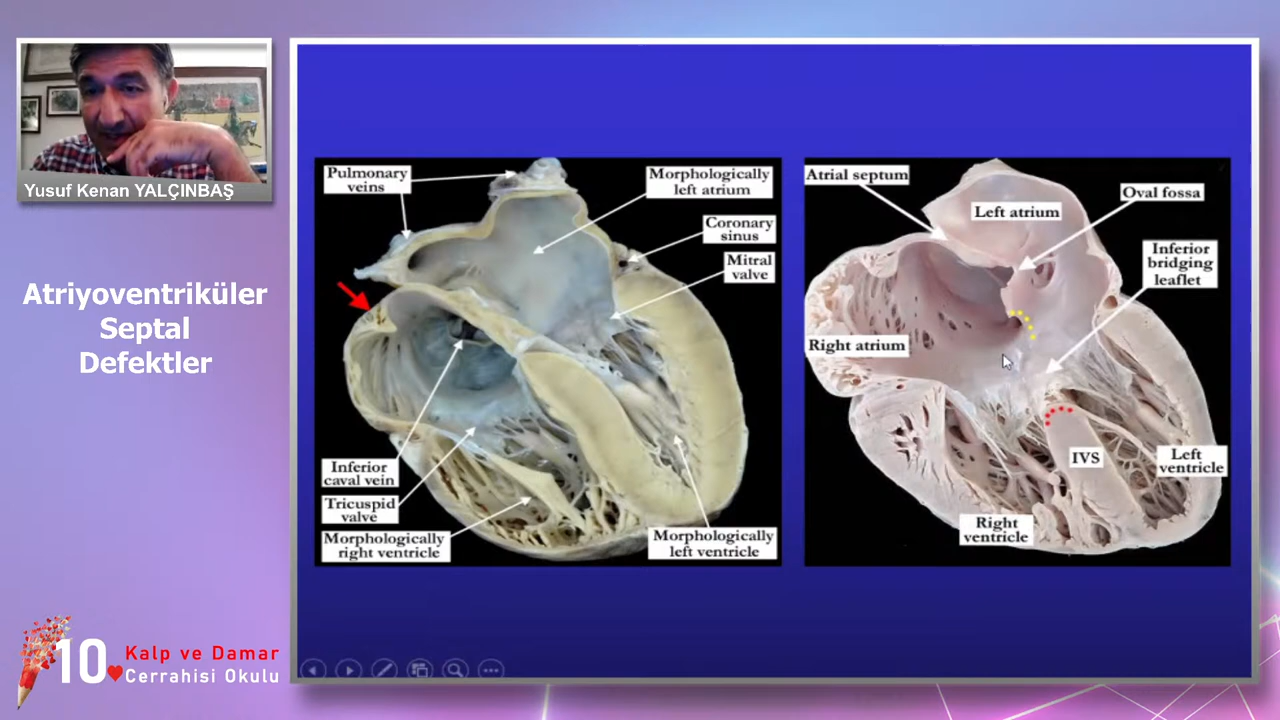 Yusuf Kenan YALÇINBAŞ
Atriyoventriküler
Septal
Defektler
10
Kalp ve Damar
Cerrahisi Okulu
Pulmonary
veins
Morphologically
left atrium
Coronary
sinus
Mitral
valve
Inferior
caval vein
Tricuspid
valve
Morphologically
right ventricle
Morphologically
left ventricle
Atrial septum
Left atrium
Oval fossa
Inferior
bridging
leaflet
Right atrium
IVS
Left
ventricle
Right
ventricle